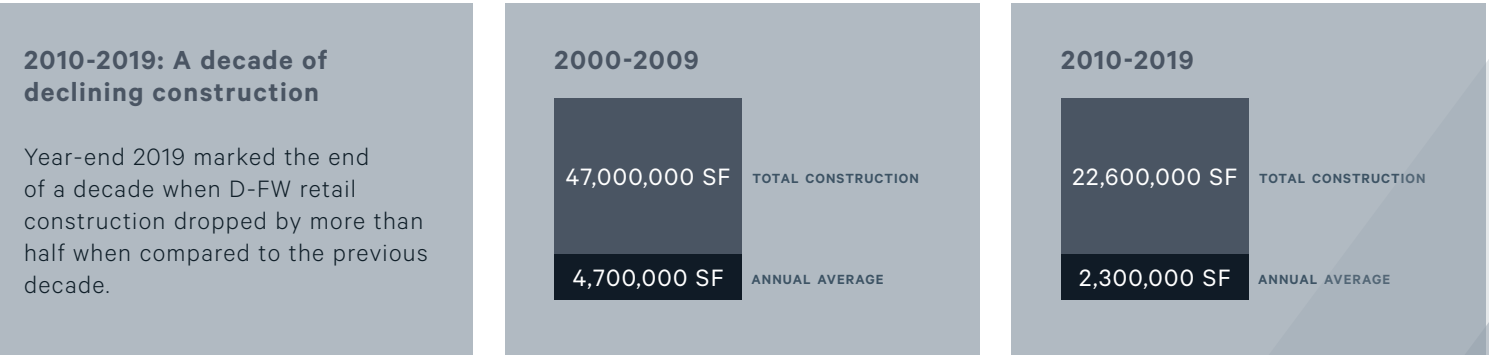 2010-2019: A decade of
declining construction
Year-end 2019 marked the end
of a decade when D-FW retail
construction dropped by more than
half when compared to the previous
decade.
2000-2009
47,000,000 SF TOTAL CONSTRUCTION
4,700,000 SF ANNUAL AVERAGE
2010-2019
22,600,000 SF TOTAL CONSTRUCTION
2,300,000 SF ANNUAL AVERAGE